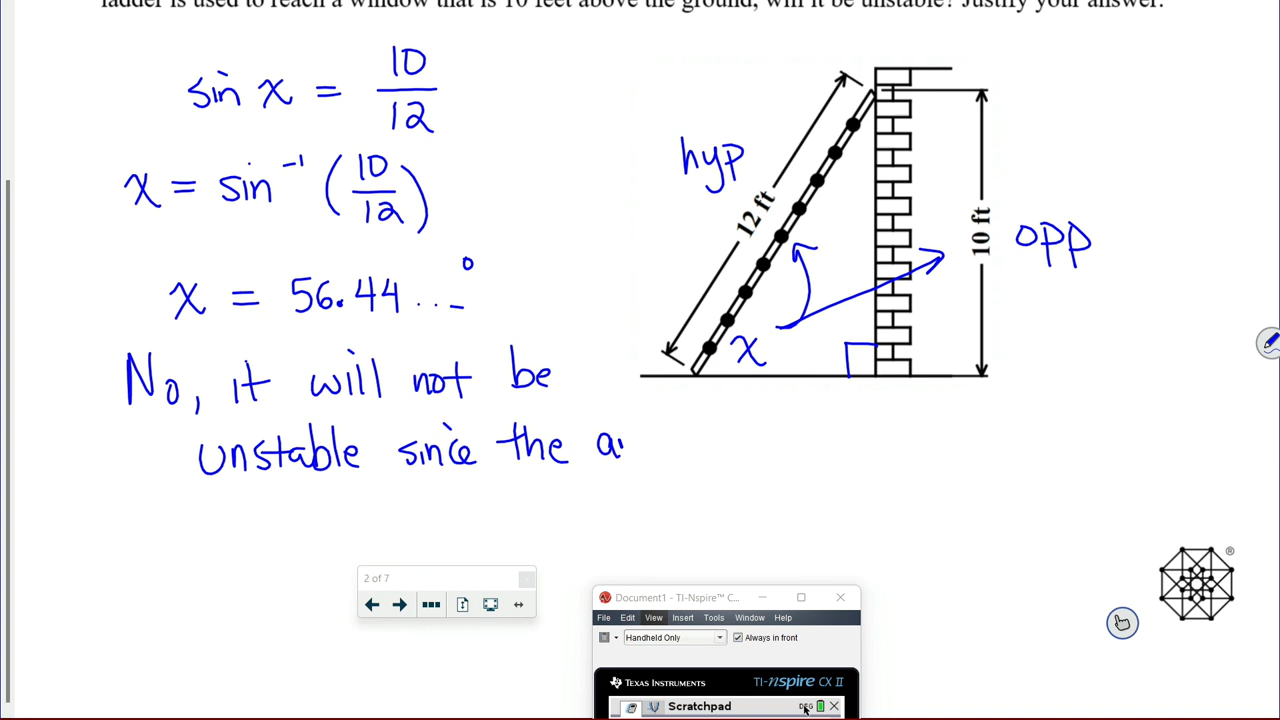 ladder is used to reach a window that is 10 feet above the ground, will it be unstable? Justify your answer.
sin x = 10/12
x = sin⁻¹ (10/12)
x = 56.44...°
No, it will not be
unstable since the
hyp
12 ft
x
10 ft
opp
2 of 7
Document1 - TI-Nspire™ C...
File Edit View Insert Tools Window Help
Handheld Only
Always in front
TEXAS INSTRUMENTS TI-nspire CX II
Scratchpad DEG
®